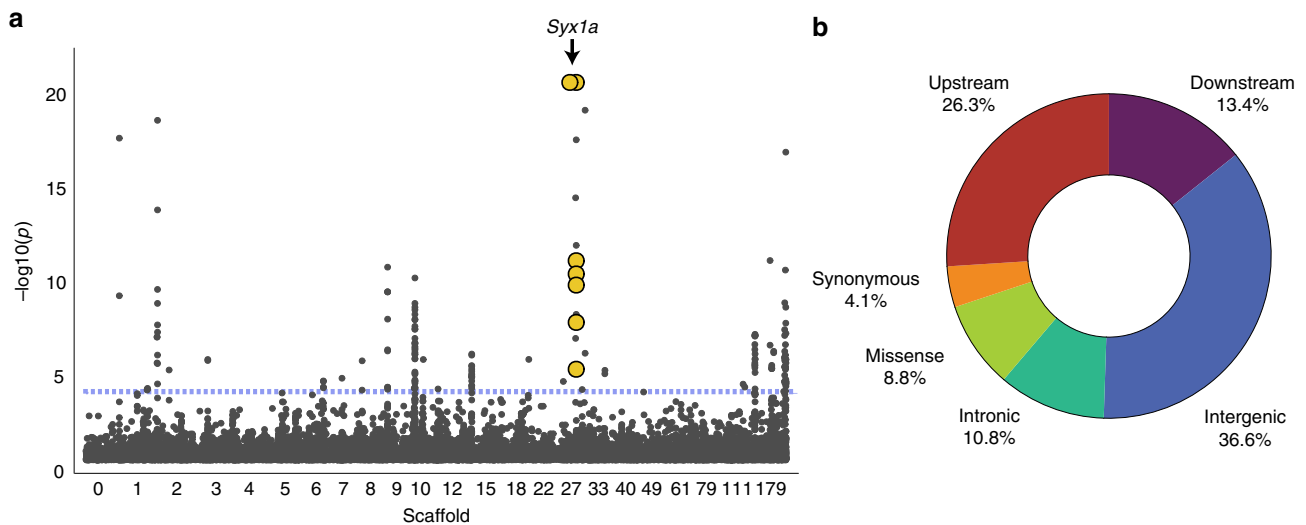 a
Syx1a
20
15
10
5
0
–log10(p)
0 1 2 3 4 5 6 7 8 9 10 12 15 18 22 27 33 40 49 61 79 111 179
Scaffold
b
Upstream
26.3%
Downstream
13.4%
Synonymous
4.1%
Missense
8.8%
Intronic
10.8%
Intergenic
36.6%